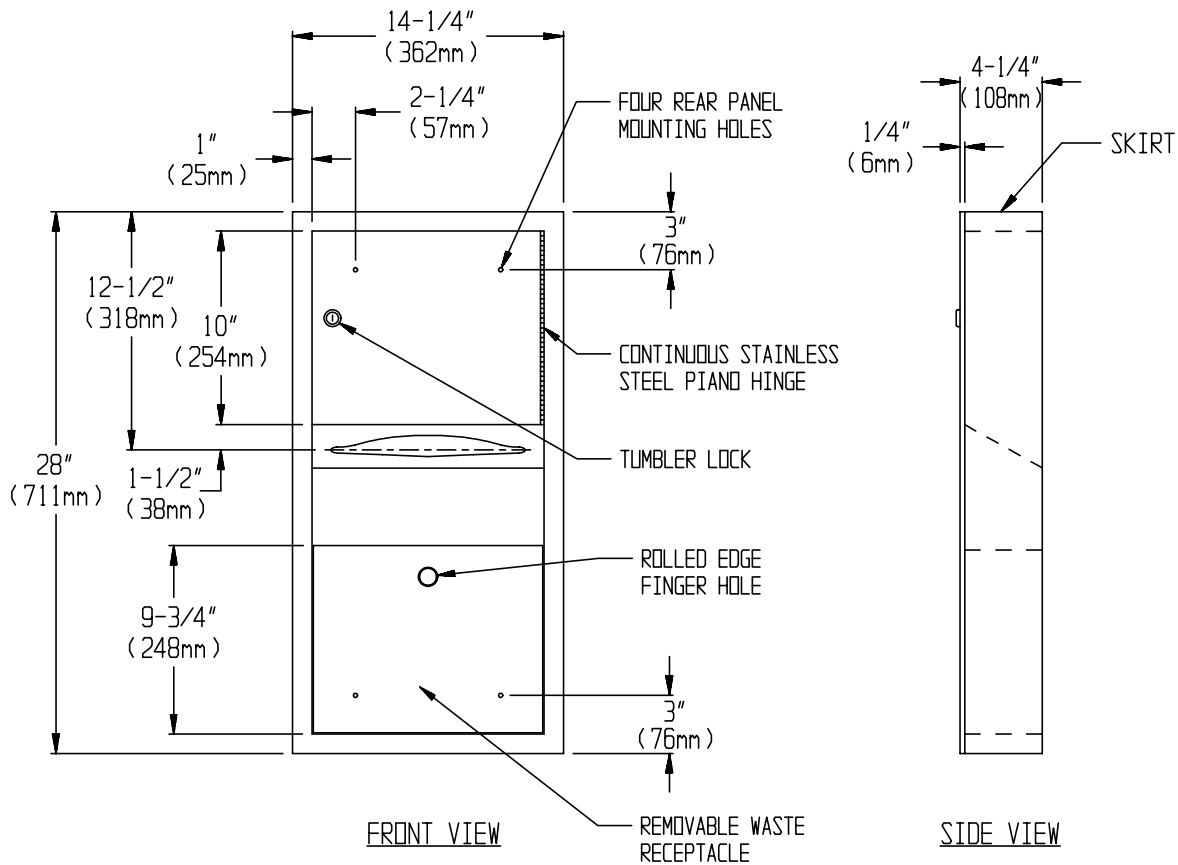 14-1/4"
(362mm)
2-1/4"
(57mm)
1"
(25mm)
FOUR REAR PANEL
MOUNTING HOLES
4-1/4"
(108mm)
1/4"
(6mm)
SKIRT
3"
(76mm)
12-1/2"
(318mm)
10"
(254mm)
CONTINUOUS STAINLESS
STEEL PIANO HINGE
28"
(711mm)
1-1/2"
(38mm)
TUMBLER LOCK
ROLLED EDGE
FINGER HOLE
9-3/4"
(248mm)
3"
(76mm)
FRONT VIEW
REMOVABLE WASTE
RECEPTACLE
SIDE VIEW